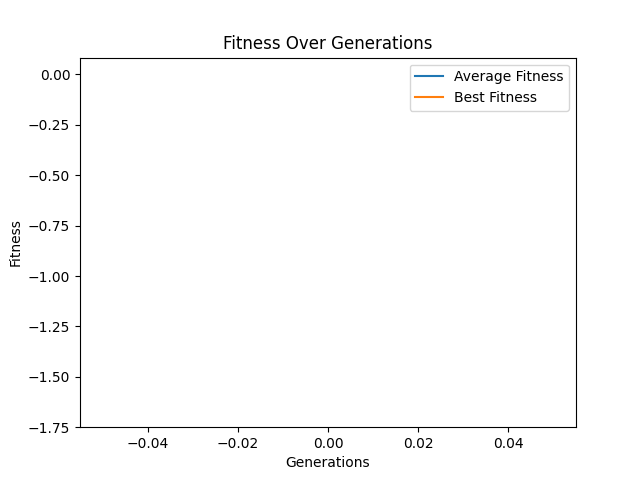 Fitness Over Generations
Average Fitness
Best Fitness
0.00
−0.25
−0.50
−0.75
−1.00
−1.25
−1.50
−1.75
Fitness
−0.04 −0.02 0.00 0.02 0.04
Generations